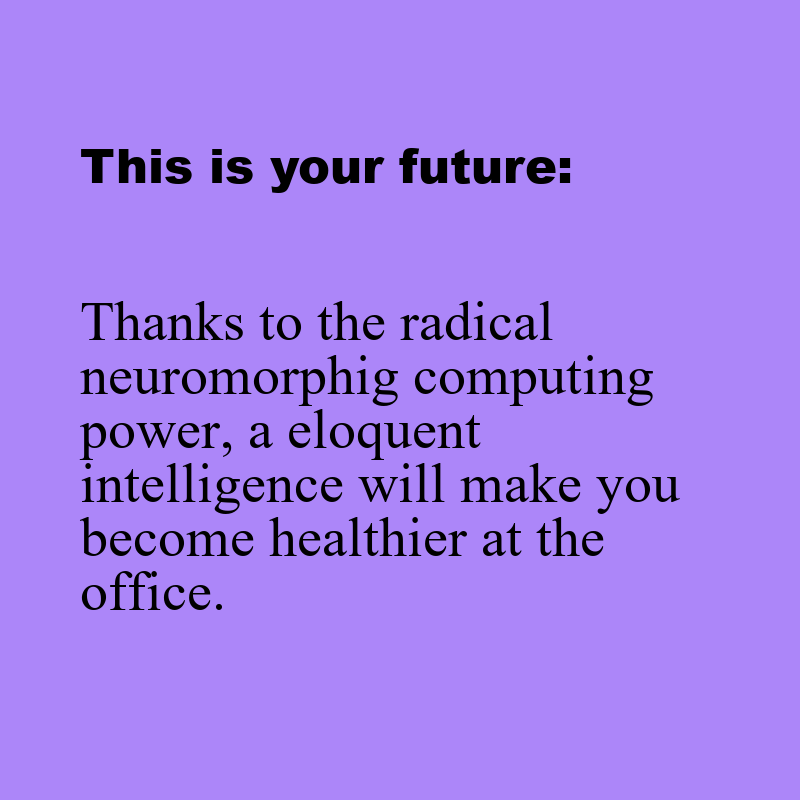 This is your future:
Thanks to the radical
neuromorphig computing
power, a eloquent
intelligence will make you
become healthier at the
office.